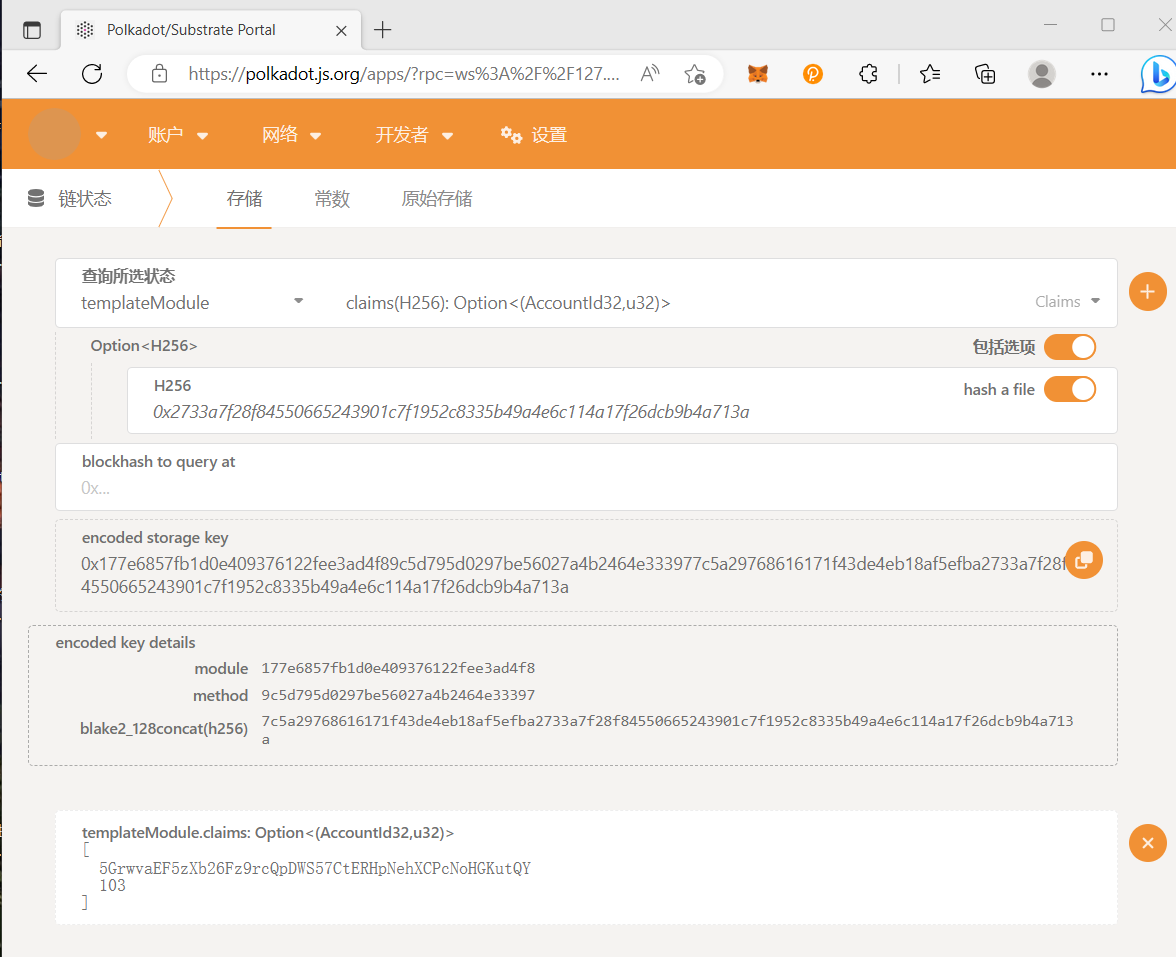 Polkadot/Substrate Portal
https://polkadot.js.org/apps/?rpc=ws%3A%2F%2F127....
账户 网络 开发者 设置
链状态 存储 常数 原始存储
查询所选状态
templateModule claims(H256): Option<(AccountId32,u32)> Claims
Option<H256> 包括选项
H256 hash a file
0x2733a7f28f84550665243901c7f1952c8335b49a4e6c114a17f26dcb9b4a713a
blockhash to query at
0x...
encoded storage key
0x177e6857fb1d0e409376122fee3ad4f89c5d795d0297be56027a4b2464e333977c5a29768616171f43de4eb18af5efba2733a7f28f
4550665243901c7f1952c8335b49a4e6c114a17f26dcb9b4a713a
encoded key details
module 177e6857fb1d0e409376122fee3ad4f8
method 9c5d795d0297be56027a4b2464e33397
blake2_128concat(h256) 7c5a29768616171f43de4eb18af5efba2733a7f28f84550665243901c7f1952c8335b49a4e6c114a17f26dcb9b4a713
a
templateModule.claims: Option<(AccountId32,u32)>
[
5GrwvaEF5zXb26Fz9rcQpDWS57CtERHpNehXCPcNoHGKutQY
103
]